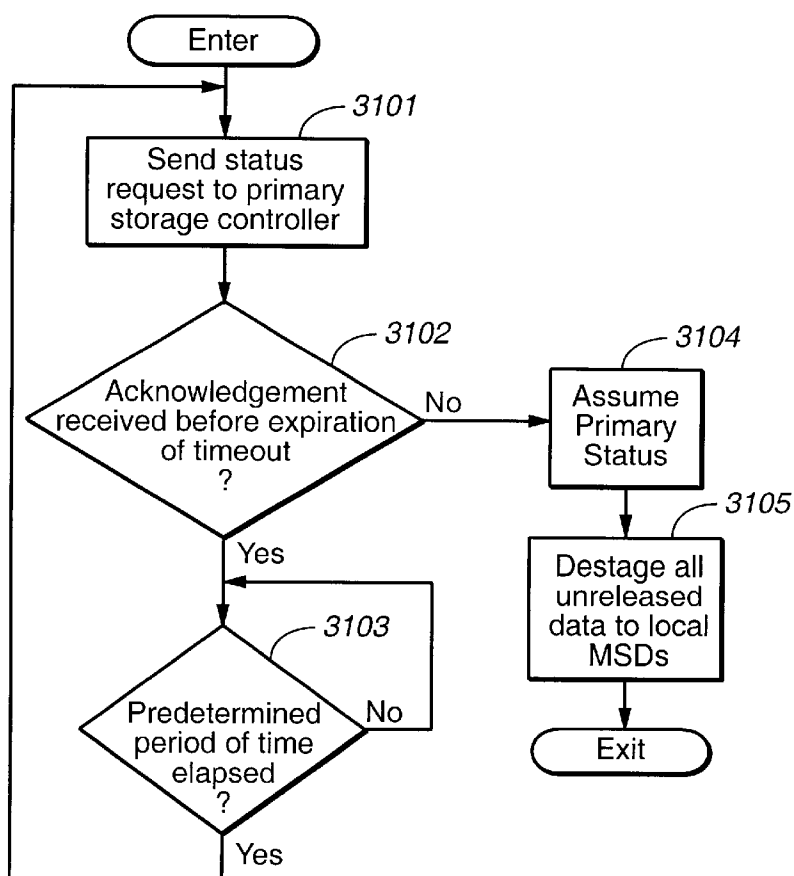 Enter
3101
Send status
request to primary
storage controller
3102
Acknowledgement
received before expiration
of timeout
?
No
Yes
3104
Assume
Primary
Status
3105
Destage all
unreleased
data to local
MSDs
Exit
3103
Predetermined
period of time
elapsed
?
No
Yes